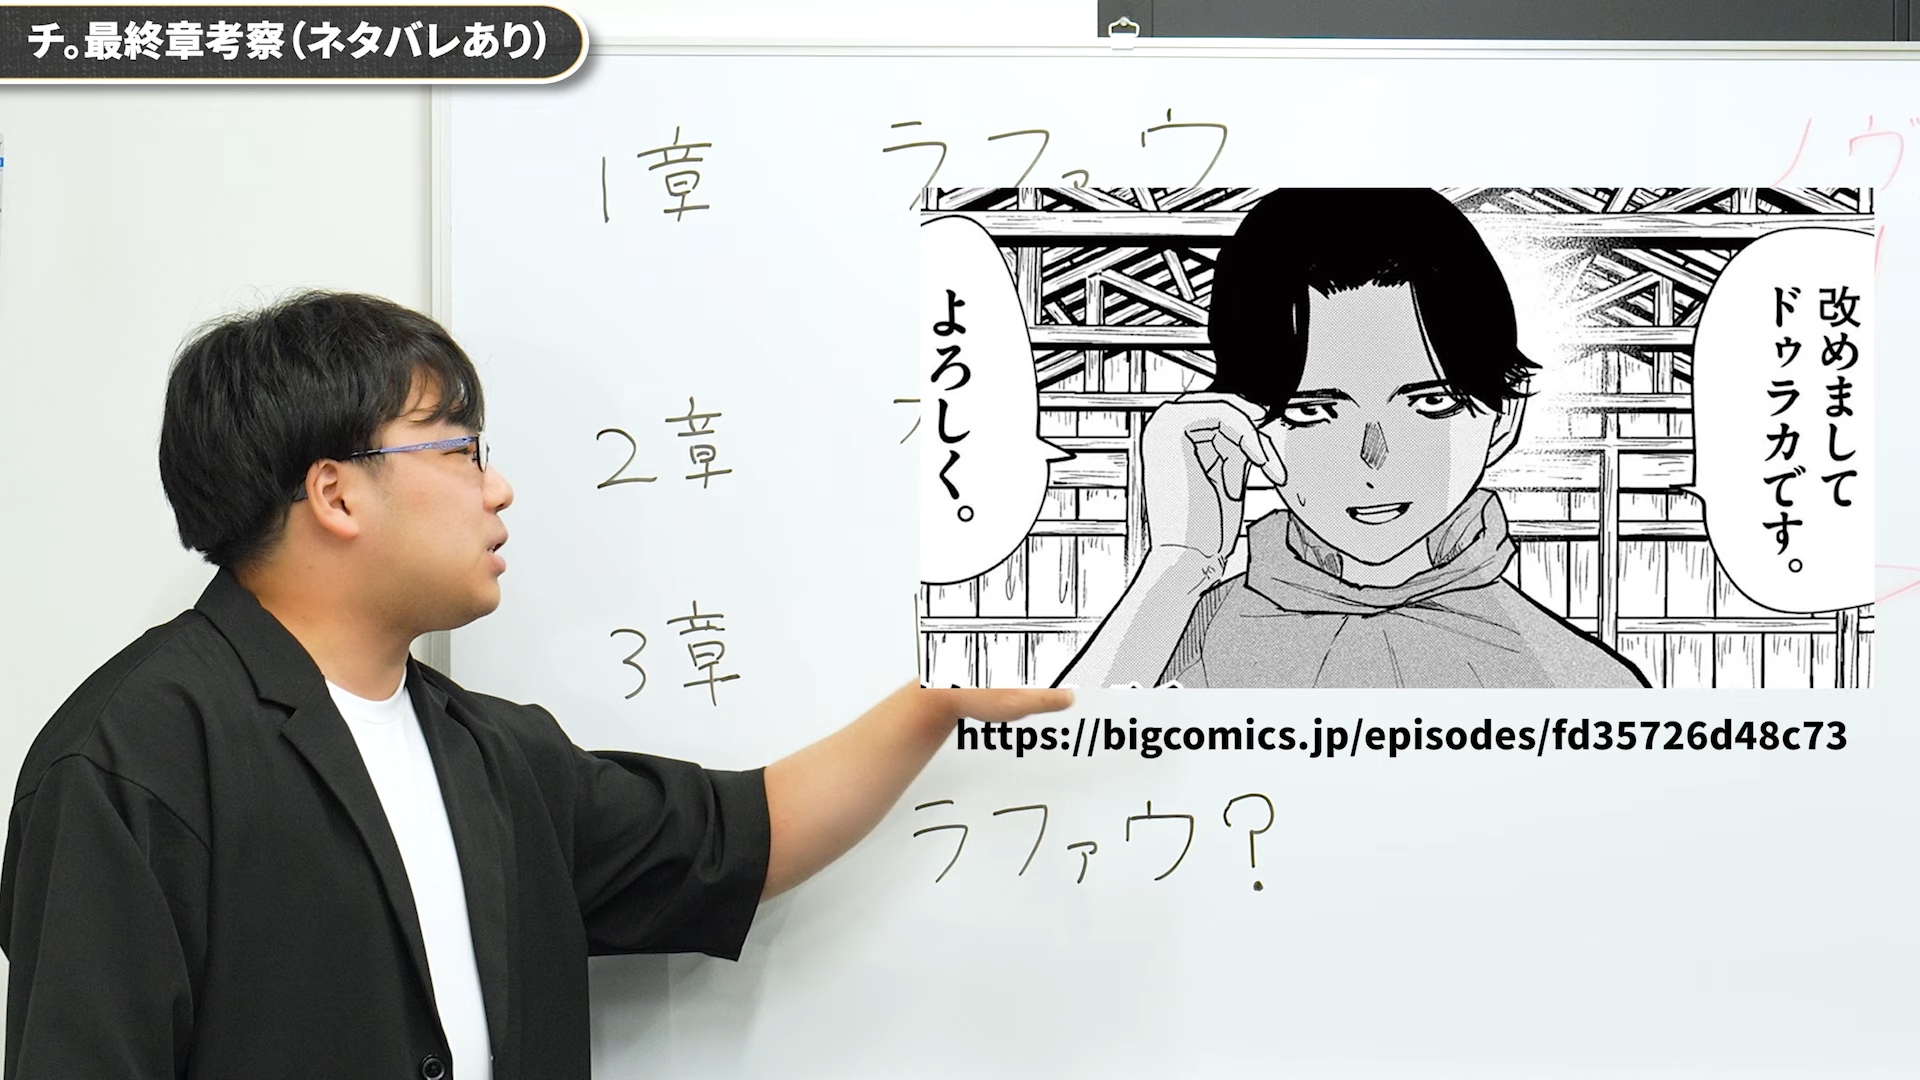 チ。最終章考察（ネタバレあり）
1章
ラファウ
ノヴ
改めまして
ドゥラカです。
よろしく。
2章
3章
https://bigcomics.jp/episodes/fd35726d48c73
ラファウ?